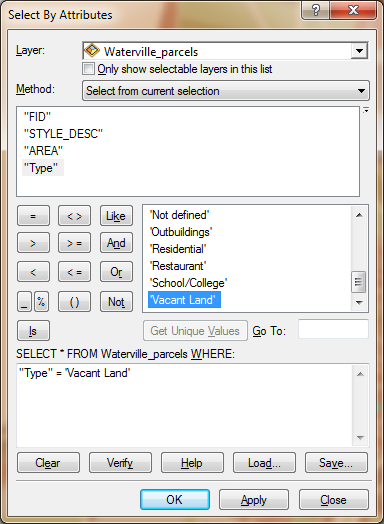 Select By Attributes
Layer: Waterville_parcels
Only show selectable layers in this list
Method: Select from current selection
"FID"
"STYLE_DESC"
"AREA"
"Type"
= < > Like
> > = And
< < = Or
_ % ( ) Not
Is
'Not defined'
'Outbuildings'
'Residential'
'Restaurant'
'School/College'
'Vacant Land'
Get Unique Values Go To:
SELECT * FROM Waterville_parcels WHERE:
"Type" = 'Vacant Land'
Clear Verify Help Load... Save...
OK Apply Close